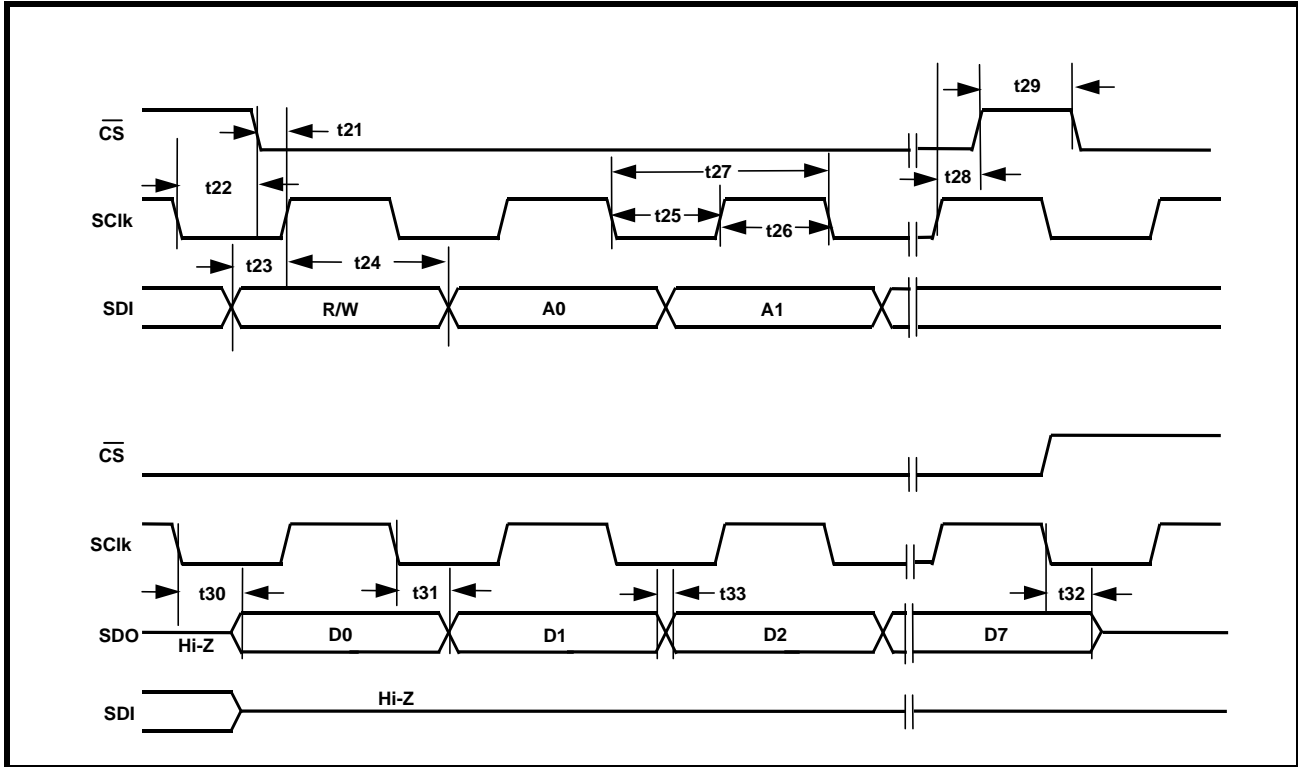 t29
CS
t21
t27
t22
t28
SClk
t25
t26
t23
t24
SDI
R/W
A0
A1
CS
SClk
t30
t31
t33
t32
SDO
Hi-Z
D0
D1
D2
D7
Hi-Z
SDI